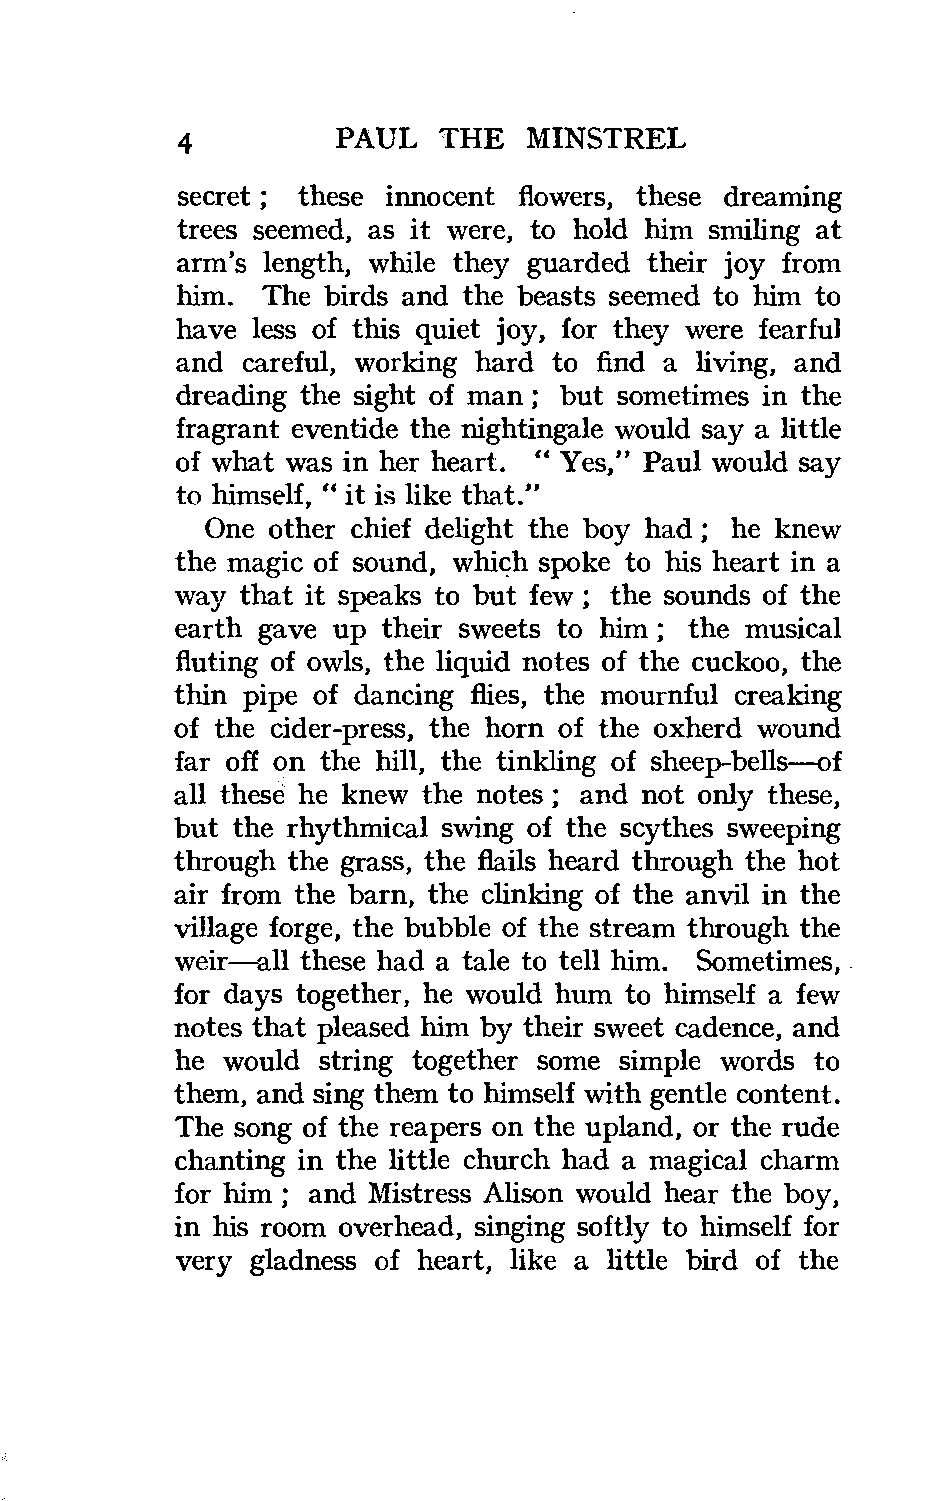 4 PAUL THE MINSTREL
secret ; these innocent flowers, these dreaming
trees seemed, as it were, to hold him smiling at
arm's length, while they guarded their joy from
him. The birds and the beasts seemed to him to
have less of this quiet joy, for they were fearful
and careful, working hard to find a living, and
dreading the sight of man ; but sometimes in the
fragrant eventide the nightingale would say a little
of what was in her heart. " Yes," Paul would say
to himself, " it is like that."
One other chief delight the boy had ; he knew
the magic of sound, which spoke to his heart in a
way that it speaks to but few ; the sounds of the
earth gave up their sweets to him ; the musical
fluting of owls, the liquid notes of the cuckoo, the
thin pipe of dancing flies, the mournful creaking
of the cider-press, the horn of the oxherd wound
far off on the hill, the tinkling of sheep-bells—of
all these he knew the notes ; and not only these,
but the rhythmical swing of the scythes sweeping
through the grass, the flails heard through the hot
air from the barn, the clinking of the anvil in the
village forge, the bubble of the stream through the
weir—all these had a tale to tell him. Sometimes,
for days together, he would hum to himself a few
notes that pleased him by their sweet cadence, and
he would string together some simple words to
them, and sing them to himself with gentle content.
The song of the reapers on the upland, or the rude
chanting in the little church had a magical charm
for him ; and Mistress Alison would hear the boy,
in his room overhead, singing softly to himself for
very gladness of heart, like a little bird of the